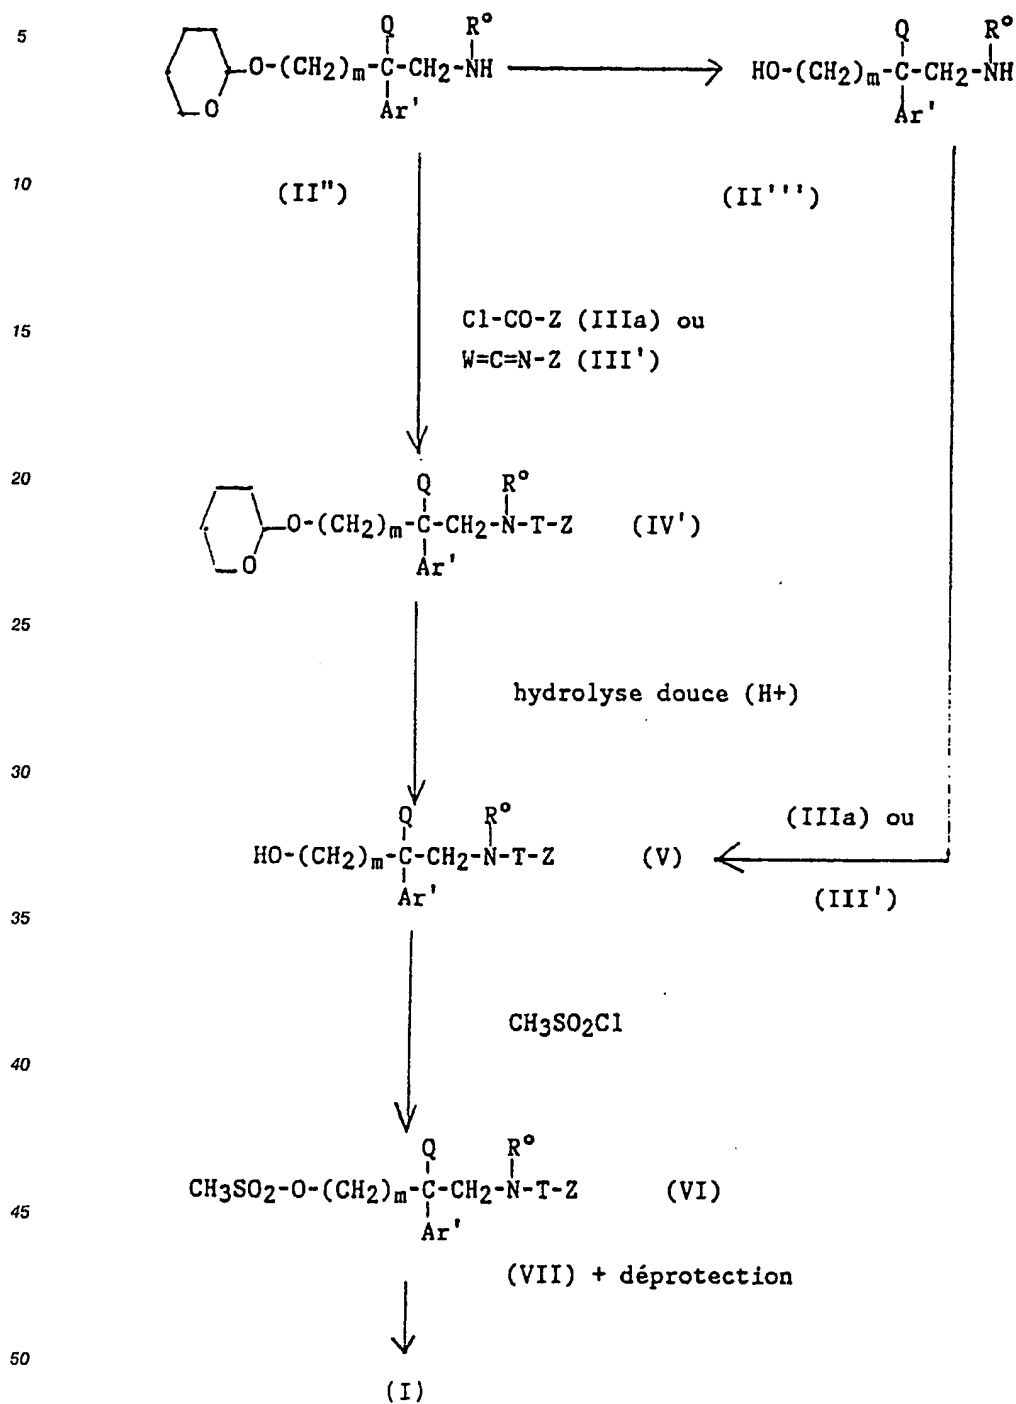 5
Q R°
O-(CH2)m-C-CH2-NH
O Ar'
Q R°
HO-(CH2)m-C-CH2-NH
Ar'
10
(II")
(II''')
15
Cl-CO-Z (IIIa) ou
W=C=N-Z (III')
20
Q R°
O-(CH2)m-C-CH2-N-T-Z (IV')
O Ar'
25
hydrolyse douce (H+)
30
Q R°
HO-(CH2)m-C-CH2-N-T-Z (V)
Ar'
(IIIa) ou
(III')
35
CH3SO2Cl
40
Q R°
CH3SO2-O-(CH2)m-C-CH2-N-T-Z (VI)
45
Ar'
(VII) + déprotection
50
(I)